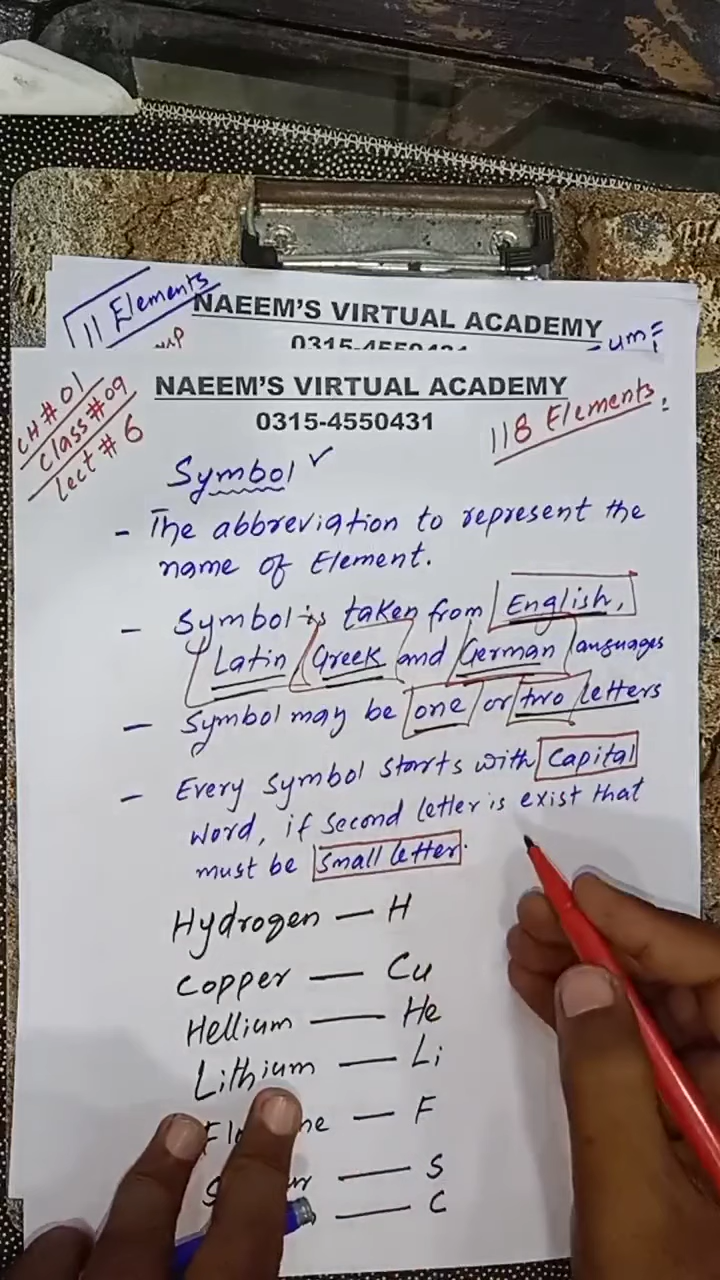 11 Elements
NAEEM'S VIRTUAL ACADEMY
0315-4550431
um:
CH # 01
Class # 09
Lect # 6
NAEEM'S VIRTUAL ACADEMY
0315-4550431
118 Elements:
Symbol ✓
- The abbreviation to represent the
name of Element.
- Symbol is taken from English,
Latin Greek and German languages
- Symbol may be one or two letters
- Every symbol starts with Capital
word, if second letter is exist that
must be Small letter.
Hydrogen — H
Copper — Cu
Hellium — He
Lithium — Li
— F
— S
— C